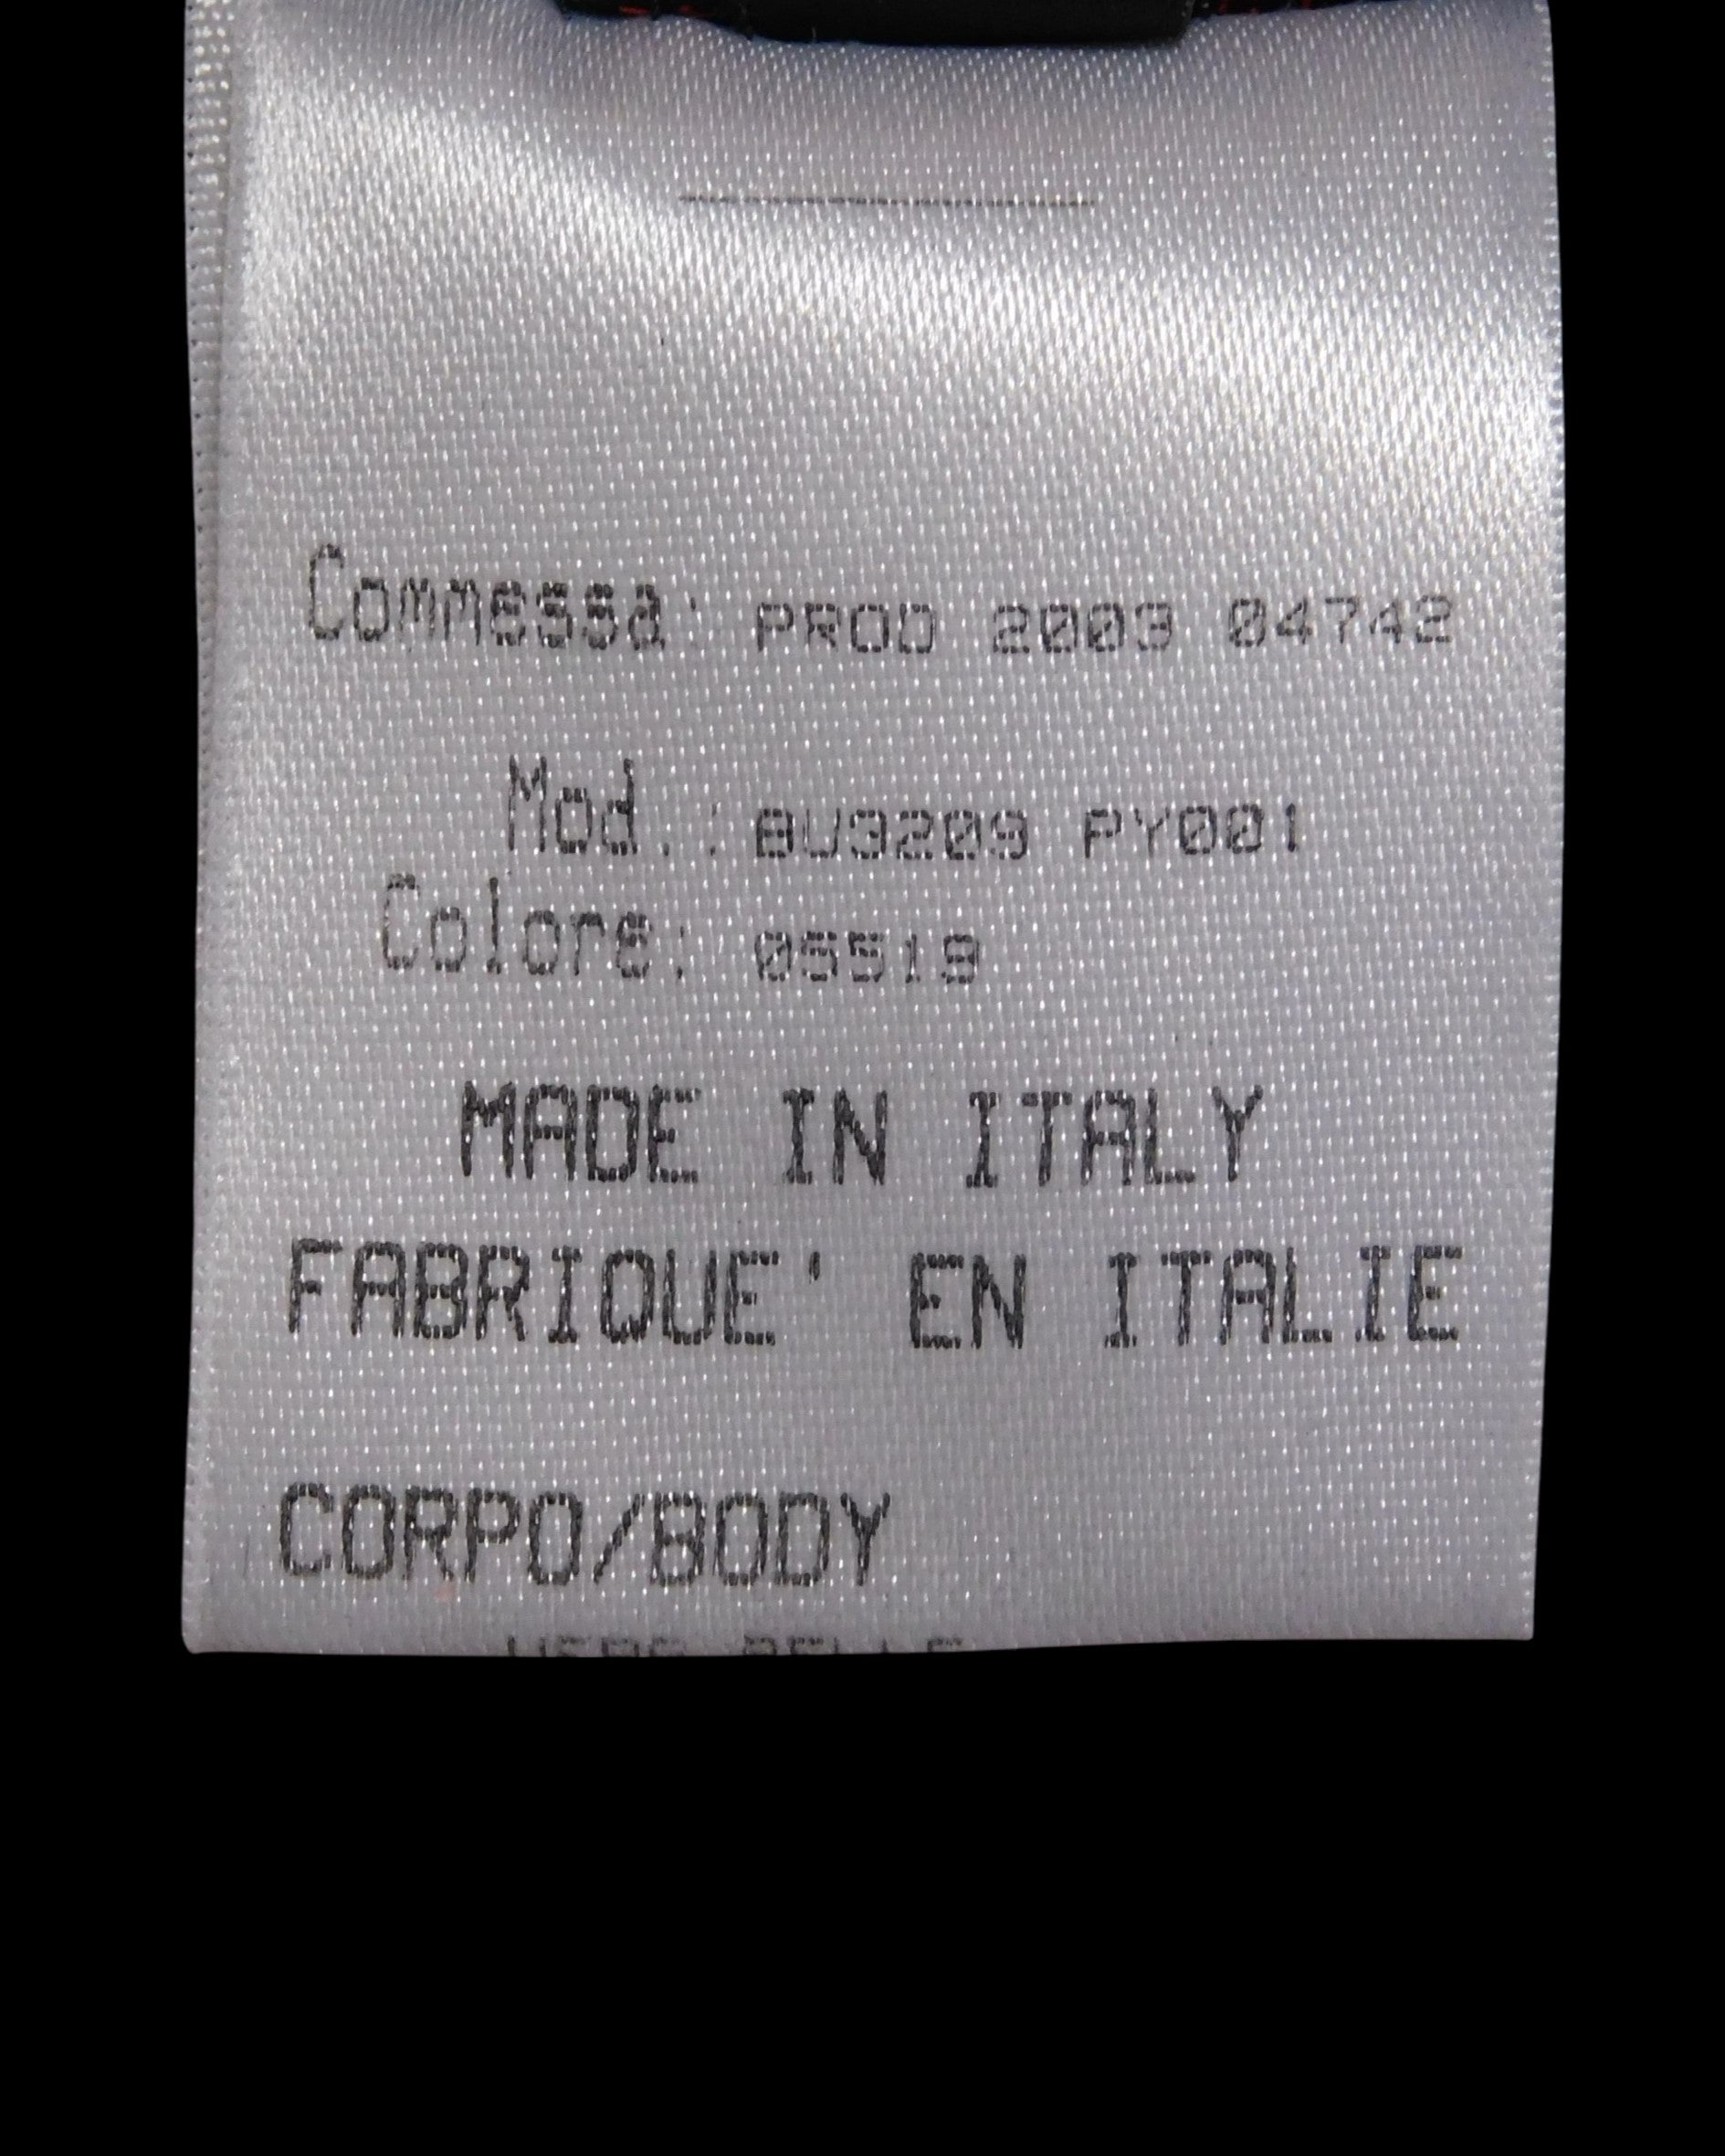 Commessa: PROD 2003 04742
Mod.: BU3209 PY001
Colore: 05519
MADE IN ITALY
FABRIQUE' EN ITALIE
CORPO/BODY